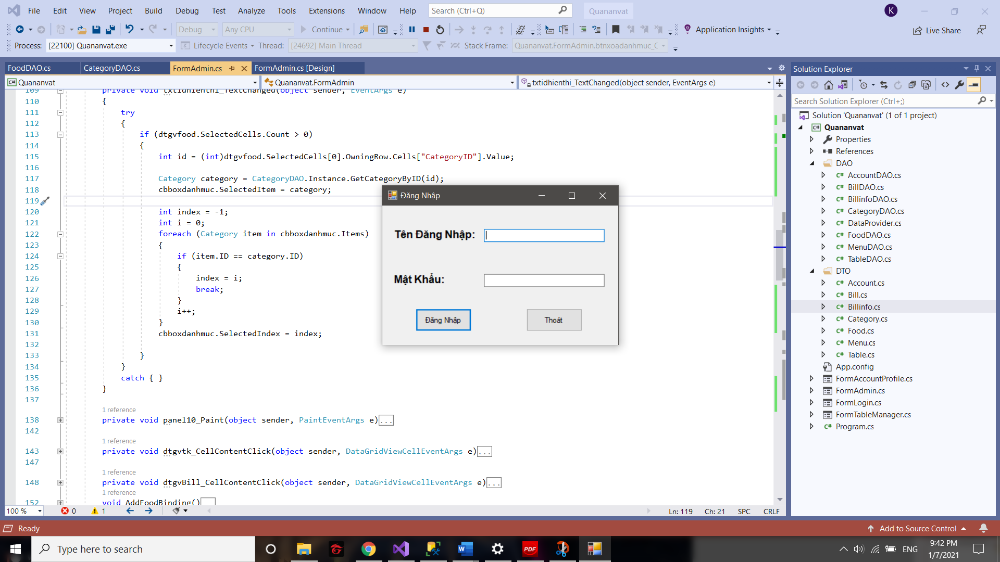 File Edit View Project Build Debug Test Analyze Tools Extensions Window Help Search (Ctrl+Q) Quananvat K
Debug Any CPU Continue Application Insights Live Share
Process: [22100] Quananvat.exe Lifecycle Events Thread: [24692] Main Thread Stack Frame: Quananvat.FormAdmin.btnxoadanhmuc_C
FoodDAO.cs CategoryDAO.cs FormAdmin.cs FormAdmin.cs [Design]
Quananvat Quananvat.FormAdmin txtidhienthi_TextChanged(object sender, EventArgs e)
109 private void txtidhienthi_TextChanged(object sender, EventArgs e)
110 {
111 try
112 {
113 if (dtgvfood.SelectedCells.Count > 0)
114 {
115 int id = (int)dtgvfood.SelectedCells[0].OwningRow.Cells["CategoryID"].Value;
116
117 Category category = CategoryDAO.Instance.GetCategoryByID(id);
118 cbboxdanhmuc.SelectedItem = category;
119
120 int index = -1;
121 int i = 0;
122 foreach (Category item in cbboxdanhmuc.Items)
123 {
124 if (item.ID == category.ID)
125 {
126 index = i;
127 break;
128 }
129 i++;
130 }
131 cbboxdanhmuc.SelectedIndex = index;
132
133 }
134 }
135 catch { }
136 }
137
1 reference
138 private void panel10_Paint(object sender, PaintEventArgs e)...
142
1 reference
143 private void dtgvtk_CellContentClick(object sender, DataGridViewCellEventArgs e)...
147
1 reference
148 private void dtgvBill_CellContentClick(object sender, DataGridViewCellEventArgs e)...
1 reference
152 void AddFoodBinding()
100 % 0 1 Ln: 119 Ch: 21 SPC CRLF
Đăng Nhập
Tên Đăng Nhập:
Mật Khẩu:
Đăng Nhập Thoát
Solution Explorer
Search Solution Explorer (Ctrl+;)
Solution 'Quananvat' (1 of 1 project)
C# Quananvat
Properties
References
DAO
C# AccountDAO.cs
C# BillDAO.cs
C# BillinfoDAO.cs
C# CategoryDAO.cs
C# DataProvider.cs
C# FoodDAO.cs
C# MenuDAO.cs
C# TableDAO.cs
DTO
C# Account.cs
C# Bill.cs
C# Billinfo.cs
C# Category.cs
C# Food.cs
C# Menu.cs
C# Table.cs
App.config
FormAccountProfile.cs
FormAdmin.cs
FormLogin.cs
FormTableManager.cs
C# Program.cs
Ready Add to Source Control
Type here to search PDF ENG 9:42 PM
1/7/2021